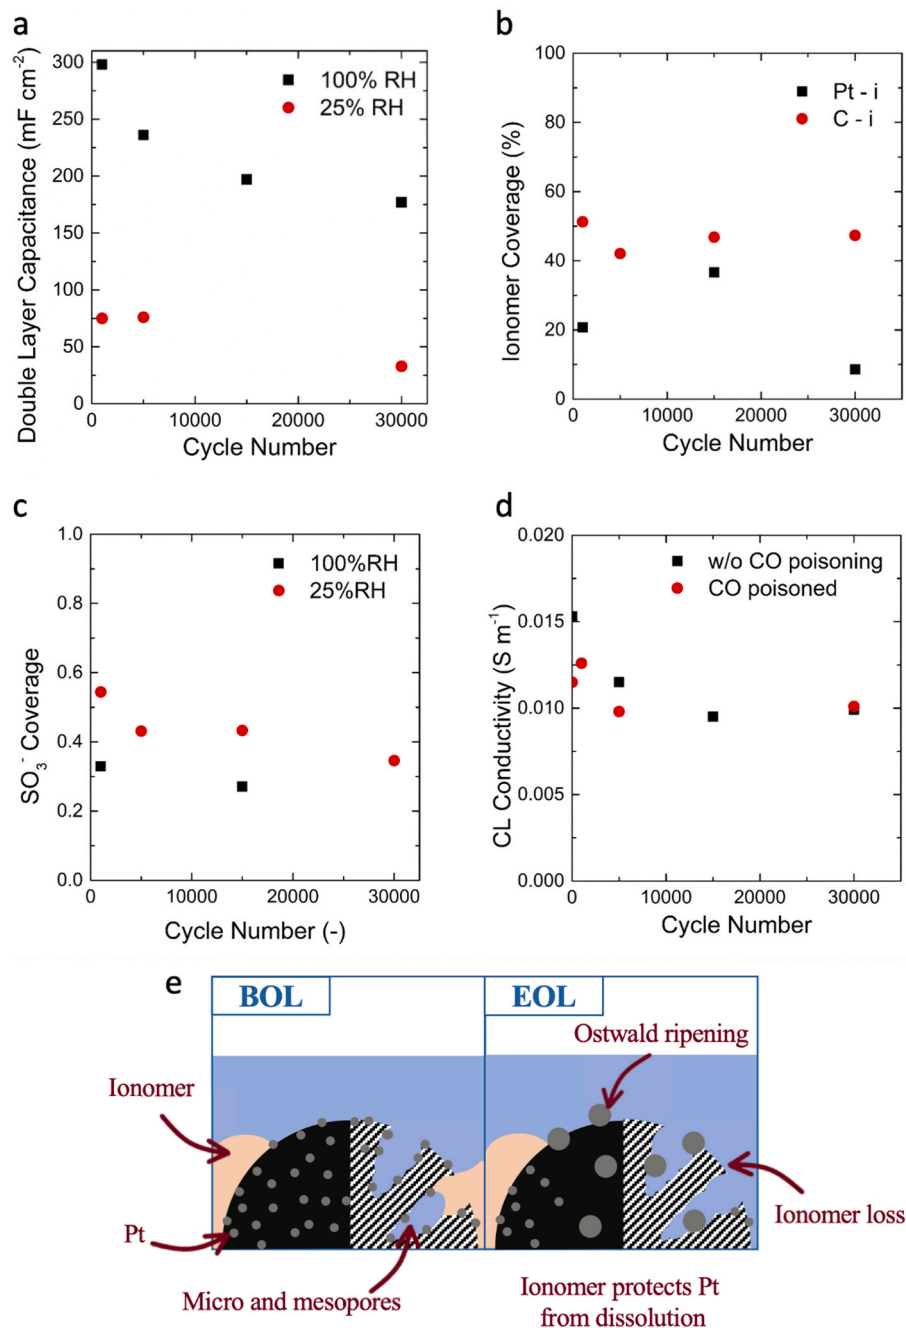 a
Double Layer Capacitance (mF cm⁻²)
300
250
200
150
100
50
0
0 10000 20000 30000
Cycle Number
100% RH
25% RH
b
Ionomer Coverage (%)
100
80
60
40
20
0
0 10000 20000 30000
Cycle Number
Pt - i
C - i
c
SO₃⁻ Coverage
1.0
0.8
0.6
0.4
0.2
0.0
0 10000 20000 30000
Cycle Number (-)
100%RH
25%RH
d
CL Conductivity (S m⁻¹)
0.020
0.015
0.010
0.005
0.000
0 10000 20000 30000
Cycle Number
w/o CO poisoning
CO poisoned
e
BOL
EOL
Ostwald ripening
Ionomer
Pt
Micro and mesopores
Ionomer loss
Ionomer protects Pt
from dissolution